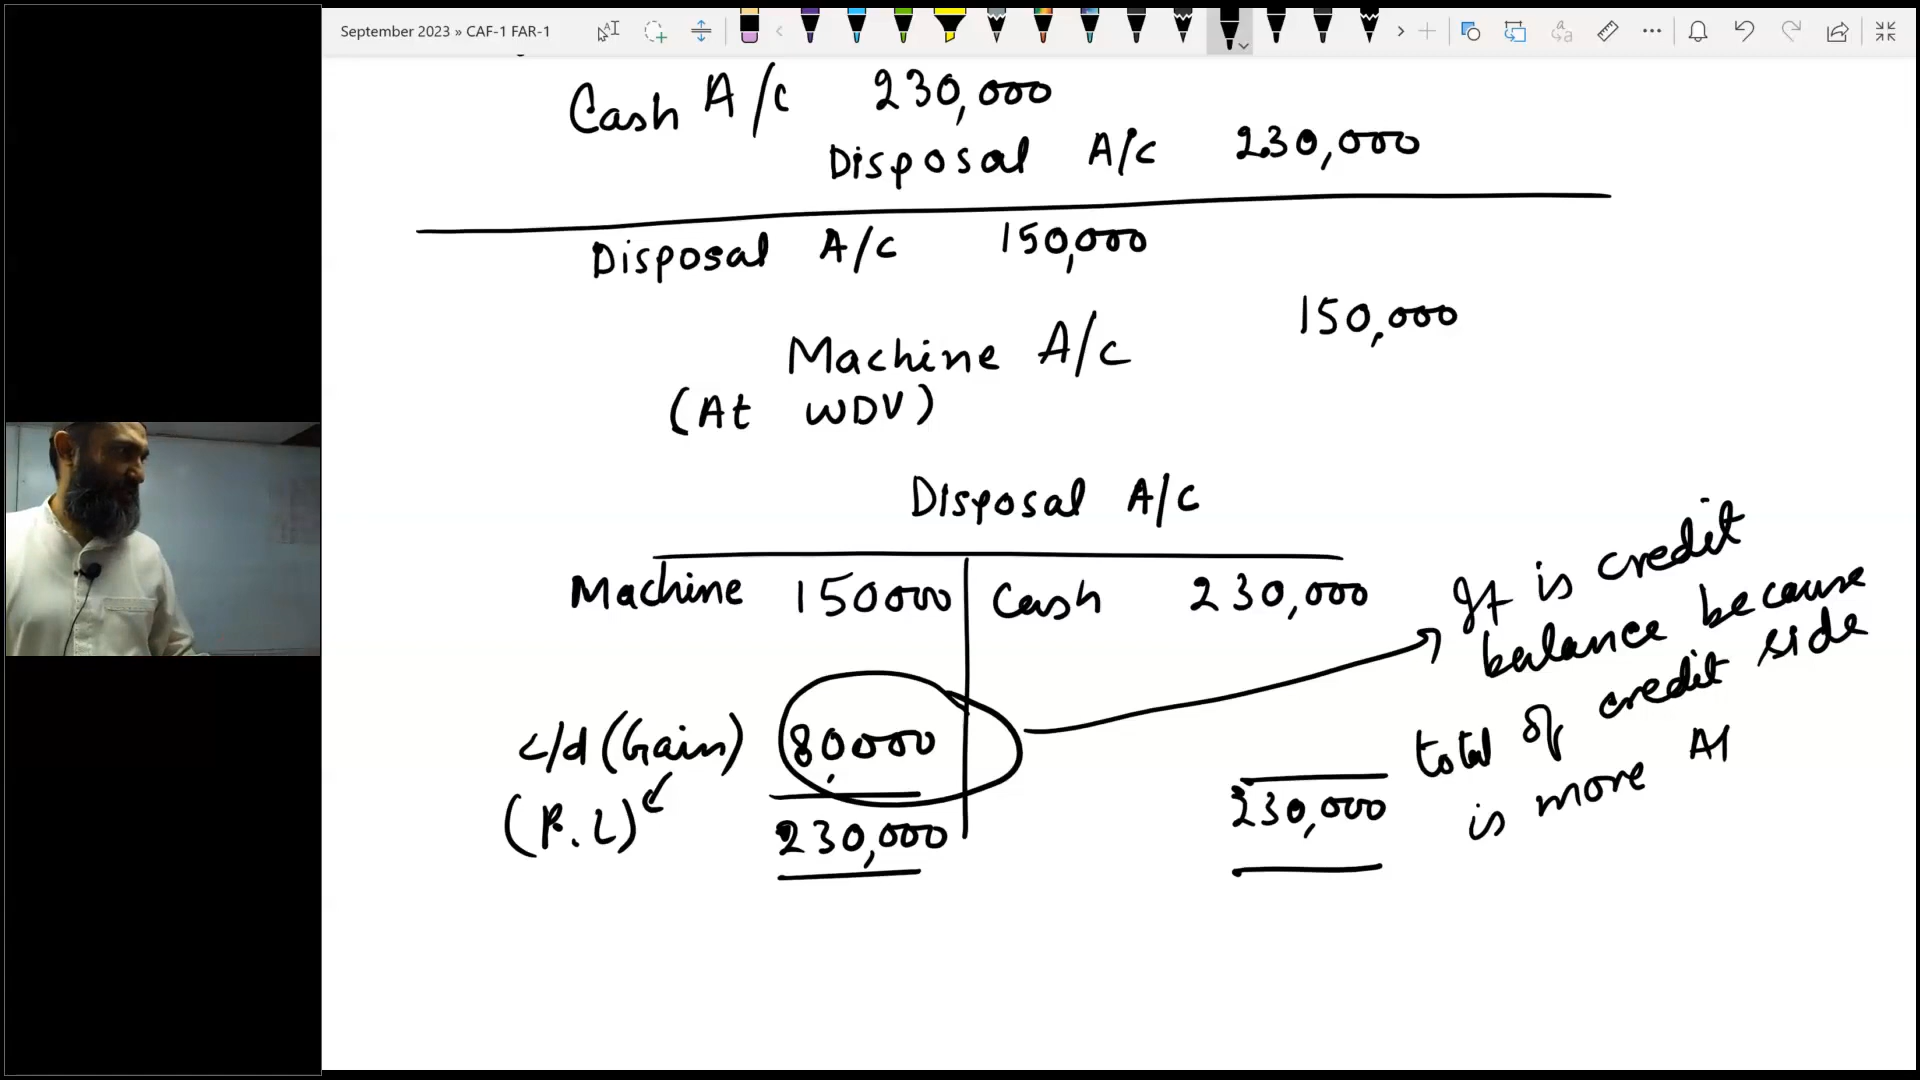 September 2023 » CAF-1 FAR-1
Cash A/c 230,000
Disposal A/c 230,000
Disposal A/c 150,000
150,000
Machine A/c
(At WDV)
Disposal A/c
Machine 150000 Cash 230,000
c/d (Gain) 80,000
(P.L)
230,000 230,000
It is credit
balance because
total of credit side
is more